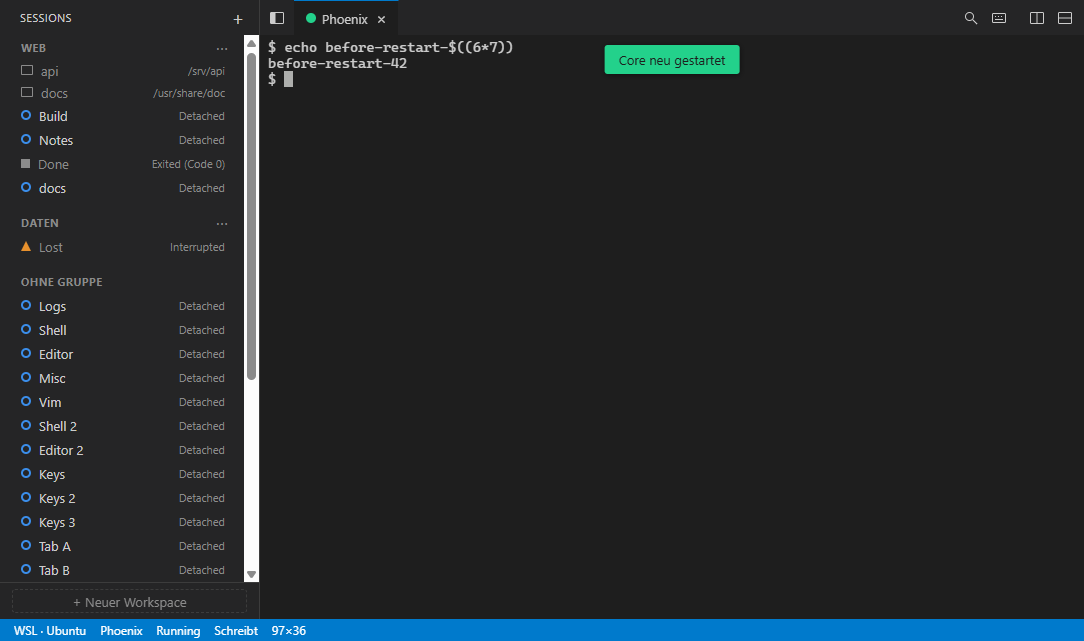 SESSIONS +
Phoenix ×
WEB ...
api /srv/api
docs /usr/share/doc
Build Detached
Notes Detached
Done Exited (Code 0)
docs Detached
DATEN ...
Lost Interrupted
OHNE GRUPPE
Logs Detached
Shell Detached
Editor Detached
Misc Detached
Vim Detached
Shell 2 Detached
Editor 2 Detached
Keys Detached
Keys 2 Detached
Keys 3 Detached
Tab A Detached
Tab B Detached
+ Neuer Workspace
$ echo before-restart-$((6*7))
before-restart-42
$
Core neu gestartet
WSL · Ubuntu Phoenix Running Schreibt 97×36